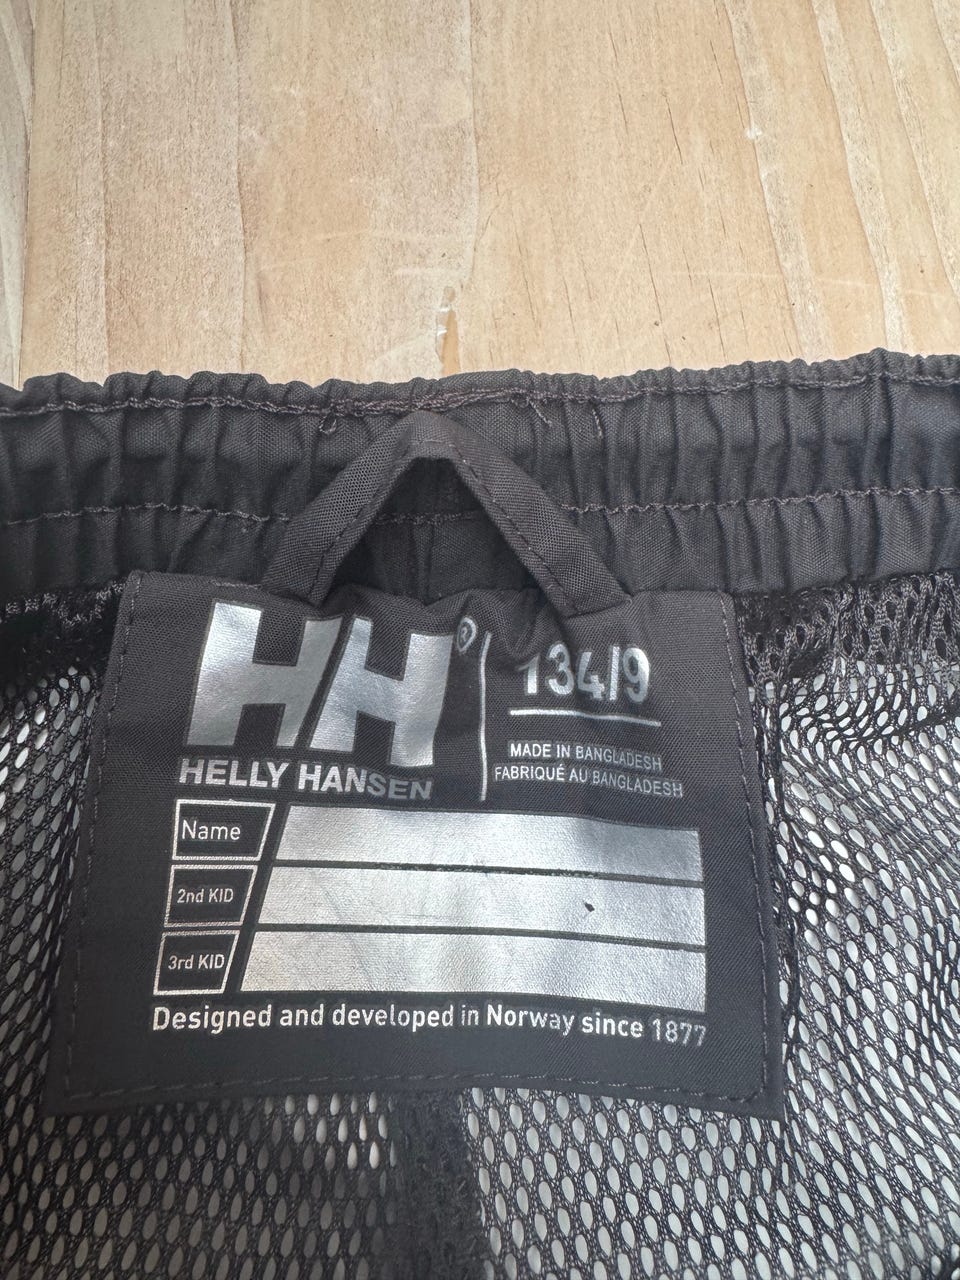 HH®
HELLY HANSEN
134/9
MADE IN BANGLADESH
FABRIQUÉ AU BANGLADESH
Name
2nd KID
3rd KID
Designed and developed in Norway since 1877